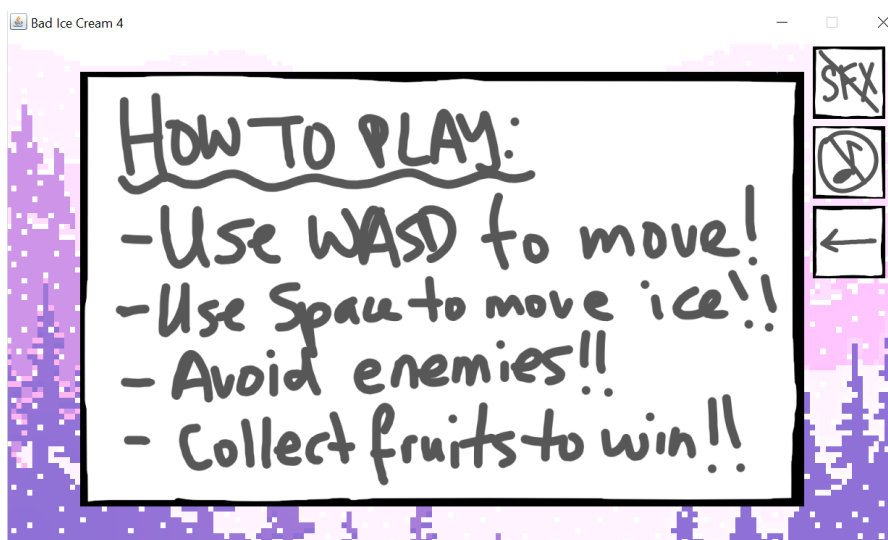 Bad Ice Cream 4
SFX
HOW TO PLAY:
- Use WASD to move!
- Use Space to move ice!!
- Avoid enemies!!
- Collect fruits to win!!